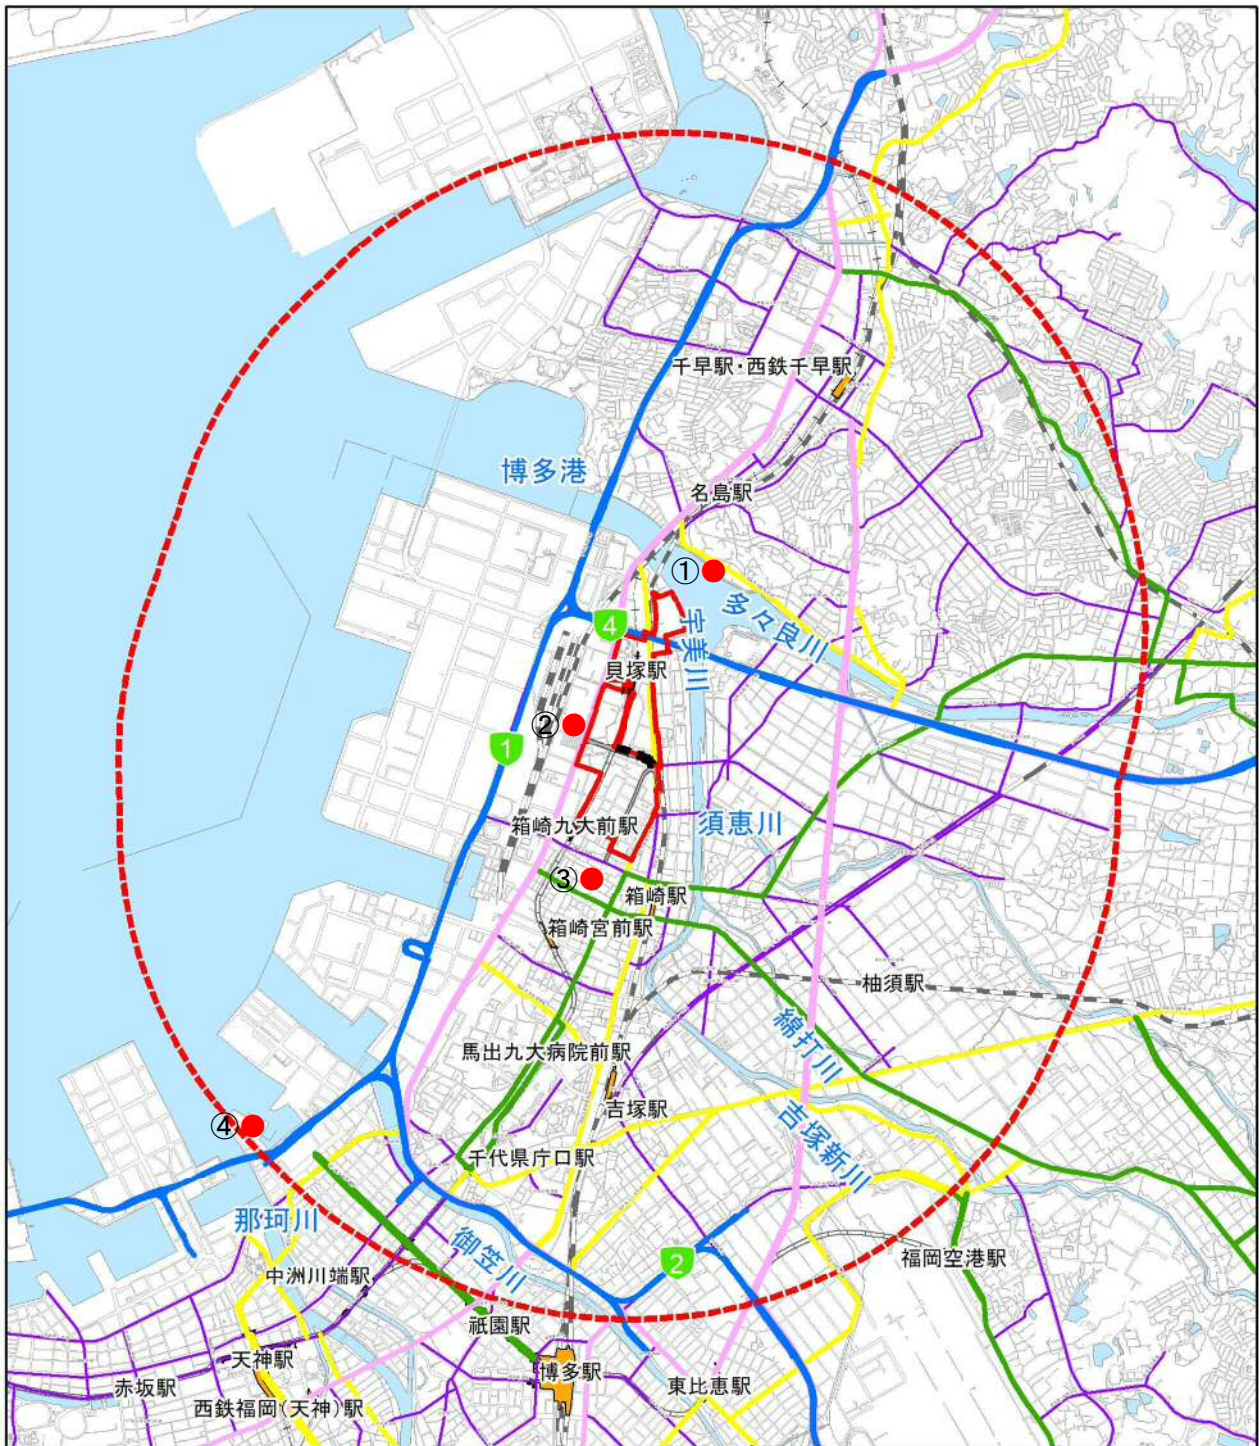 千早駅・西鉄千早駅
博多港
名島駅
①
多々良川
4
宇美川
貝塚駅
②
1
箱崎九大前駅
須恵川
③
箱崎駅
箱崎宮前駅
柚須駅
綿打川
馬出九大病院前駅
吉塚駅
④
吉塚新川
千代県庁口駅
那珂川
御笠川
2
福岡空港駅
中洲川端駅
祇園駅
天神駅
博多駅
赤坂駅
東比恵駅
西鉄福岡(天神)駅